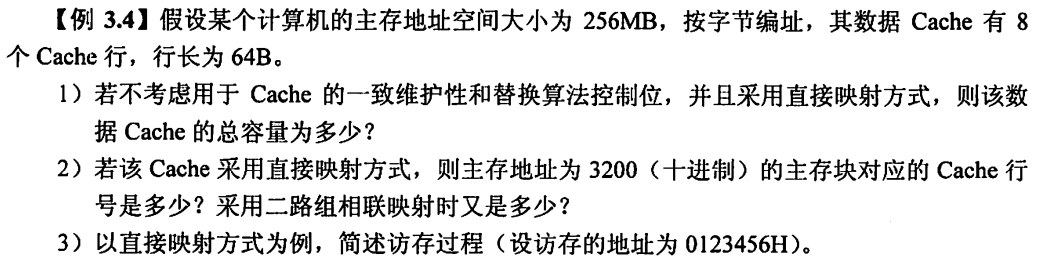 【例 3.4】假设某个计算机的主存地址空间大小为 256MB，按字节编址，其数据 Cache 有 8
个 Cache 行，行长为 64B。
1）若不考虑用于 Cache 的一致维护性和替换算法控制位，并且采用直接映射方式，则该数
据 Cache 的总容量为多少？
2）若该 Cache 采用直接映射方式，则主存地址为 3200（十进制）的主存块对应的 Cache 行
号是多少？采用二路组相联映射时又是多少？
3）以直接映射方式为例，简述访存过程（设访存的地址为 0123456H）。